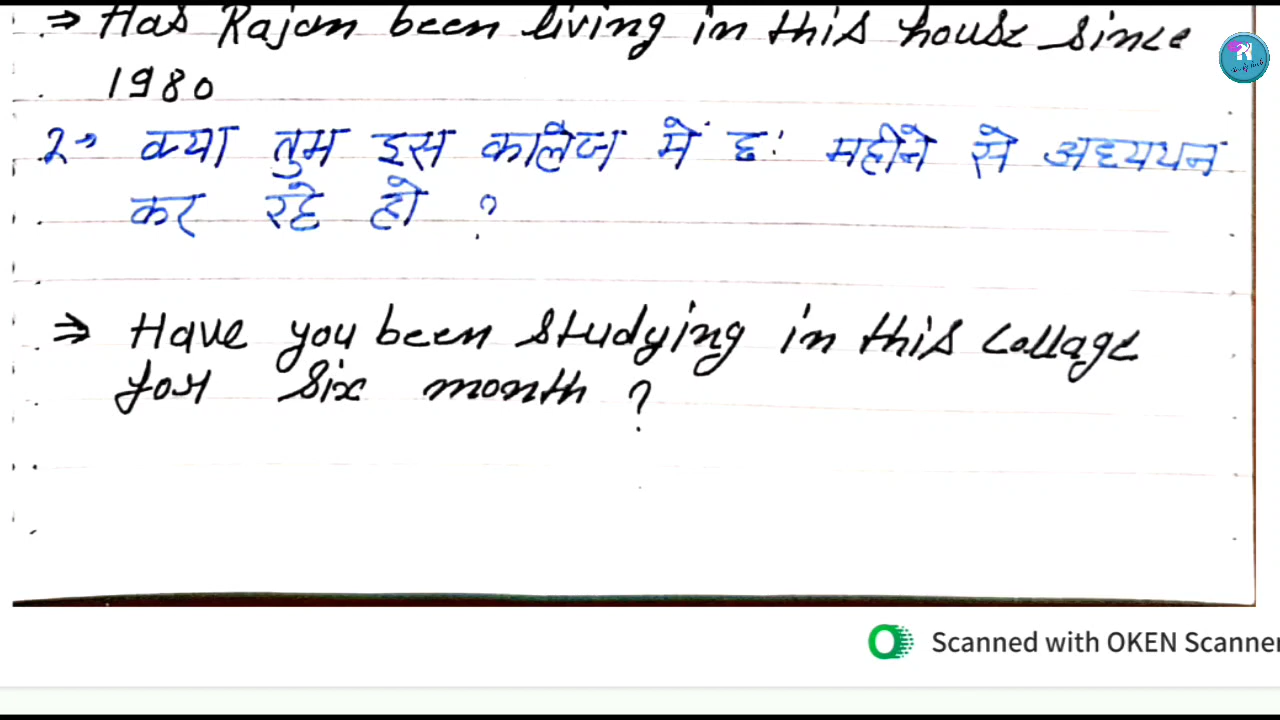 ⇒ Has Rajan been living in this house since
1980
2→ क्या तुम इस कालेज में छः महीने से अध्ययन
कर रहे हो ?
⇒ Have you been studying in this Collage
for six month ?
Scanned with OKEN Scanner